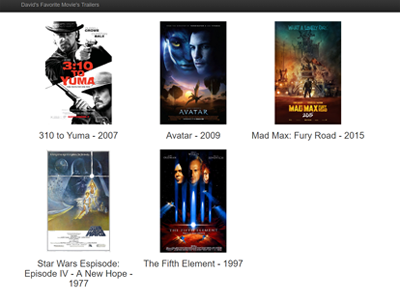 David's Favorite Movie's Trailers
CROWE
BALE
3:10
TO
YUMA
AVATAR
WHAT A LOVELY DAY.
MAD MAX
FURY ROAD
2015
310 to Yuma - 2007
Avatar - 2009
Mad Max: Fury Road - 2015
STAR
WARS
THE FIFTH ELEMENT
Star Wars Espisode:
Episode IV - A New Hope -
1977
The Fifth Element - 1997